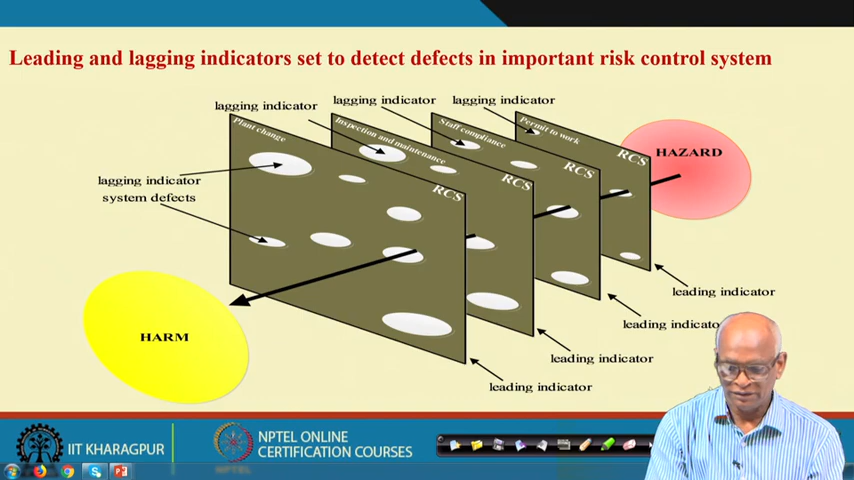 Leading and lagging indicators set to detect defects in important risk control system
lagging indicator
lagging indicator
lagging indicator
Plant change
Inspection and maintenance
Staff compliance
Permit to work
RCS
RCS
RCS
RCS
HAZARD
lagging indicator
system defects
leading indicator
leading indicator
leading indicator
HARM
leading indicator
IIT KHARAGPUR
NPTEL
NPTEL ONLINE
CERTIFICATION COURSES